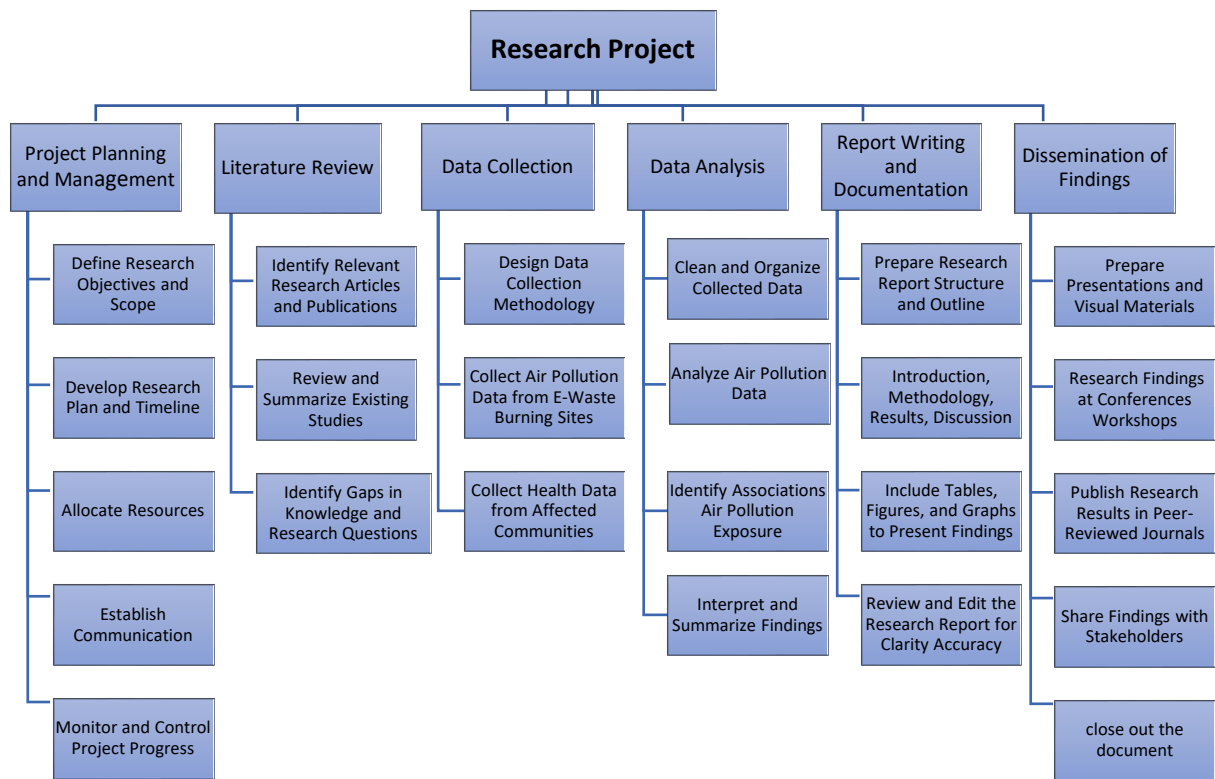 Research Project
Project Planning
and Management
Define Research
Objectives and
Scope
Develop Research
Plan and Timeline
Allocate Resources
Establish
Communication
Monitor and Control
Project Progress
Literature Review
Identify Relevant
Research Articles
and Publications
Review and
Summarize Existing
Studies
Identify Gaps in
Knowledge and
Research Questions
Data Collection
Design Data
Collection
Methodology
Collect Air Pollution
Data from E-Waste
Burning Sites
Collect Health Data
from Affected
Communities
Data Analysis
Clean and Organize
Collected Data
Analyze Air Pollution
Data
Identify Associations
Air Pollution
Exposure
Interpret and
Summarize Findings
Report Writing
and
Documentation
Prepare Research
Report Structure
and Outline
Introduction,
Methodology,
Results, Discussion
Include Tables,
Figures, and Graphs
to Present Findings
Review and Edit the
Research Report for
Clarity Accuracy
Dissemination of
Findings
Prepare
Presentations and
Visual Materials
Research Findings
at Conferences
Workshops
Publish Research
Results in Peer-
Reviewed Journals
Share Findings with
Stakeholders
close out the
document